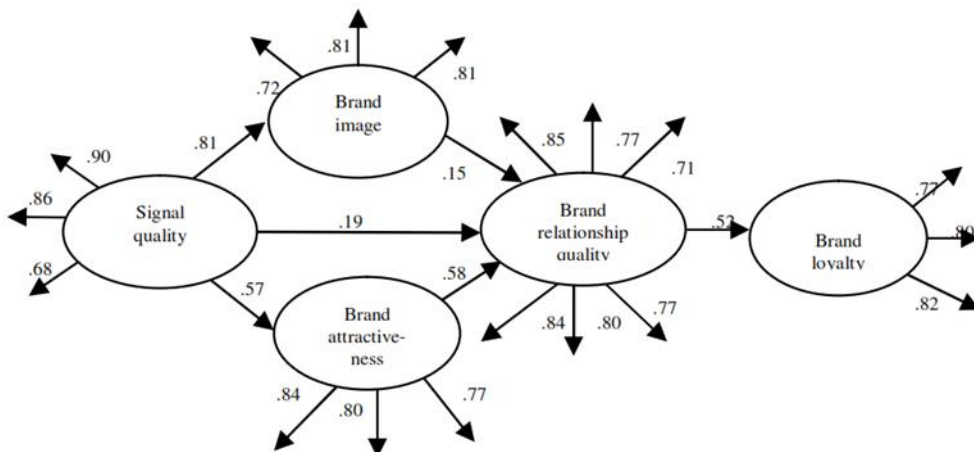 .81
.81
.72
Brand
image
.85
.77
.81
.90
.15
.71
.86
Signal
quality
.19
Brand
relationship
quality
.52
.77
.80
Brand
loyalty
.68
.57
.58
Brand
attractive-
ness
.84
.80
.77
.82
.84
.80
.77